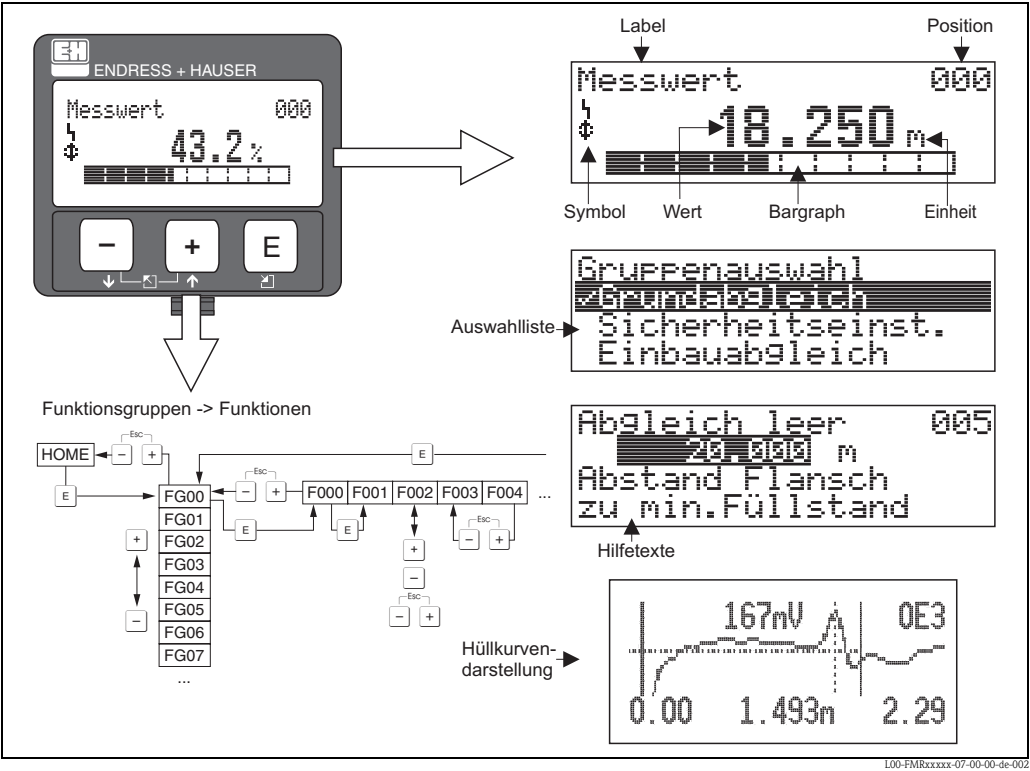 ENDRESS + HAUSER
Messwert 000
43.2 %
- + E
Label Position
Messwert 000
18.250 m
Symbol Wert Bargraph Einheit
Gruppenauswahl
✓Grundabgleich
Sicherheitseinst.
Einbauabgleich
Auswahlliste
Abgleich leer 005
20.000 m
Abstand Flansch
zu min.Füllstand
Hilfetexte
167mV 0E3
0.00 1.493m 2.29
Hüllkurven-
darstellung
Funktionsgruppen -> Funktionen
Esc
HOME - +
E
E
Esc
- +
FG00
FG01
FG02
FG03
FG04
FG05
FG06
FG07
...
+
-
E
F000 F001 F002 F003 F004 ...
E
+
-
Esc
- +
Esc
- +
L00-FMRxxxxx-07-00-00-de-002